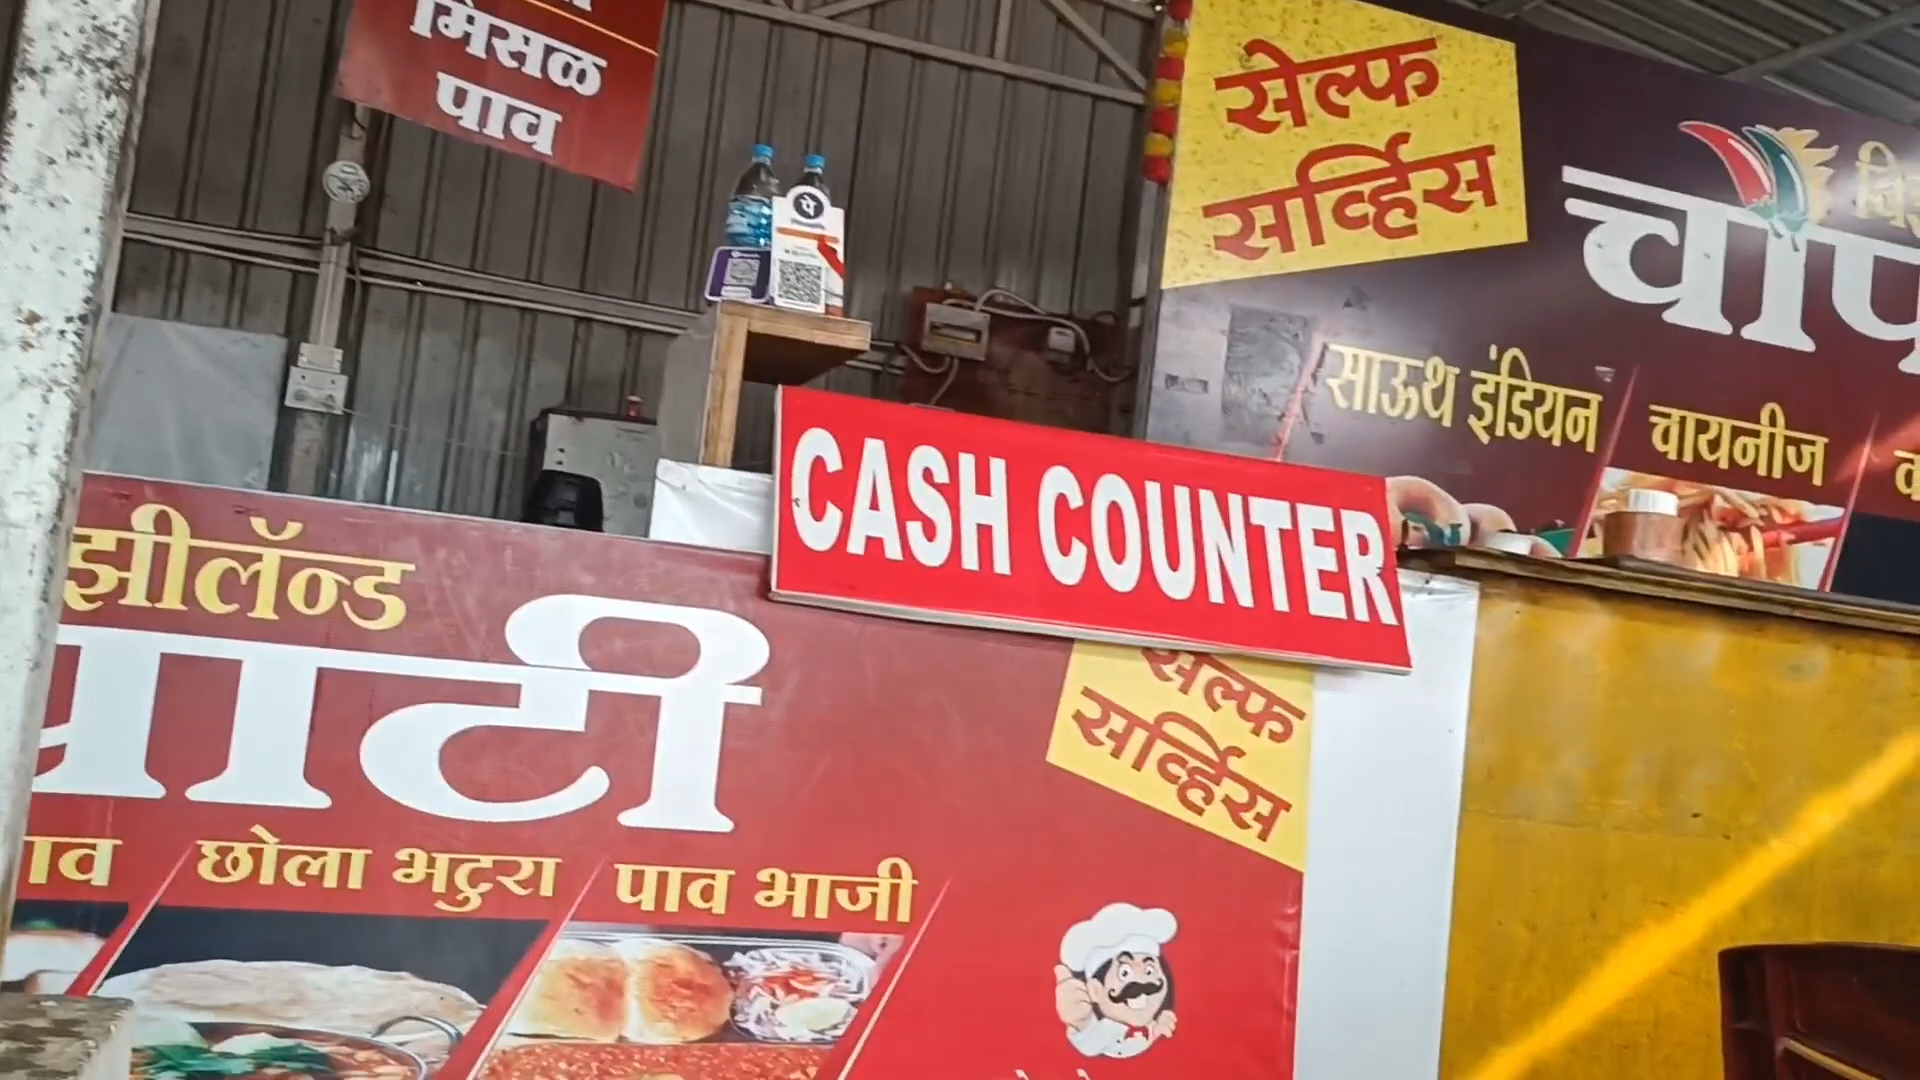 मिसळ
पाव
सेल्फ
सर्व्हिस
पे
साऊथ इंडियन
चायनीज
CASH COUNTER
झीलॅन्ड
पाटी
सेल्फ
सर्व्हिस
छोला भटुरा
पाव भाजी